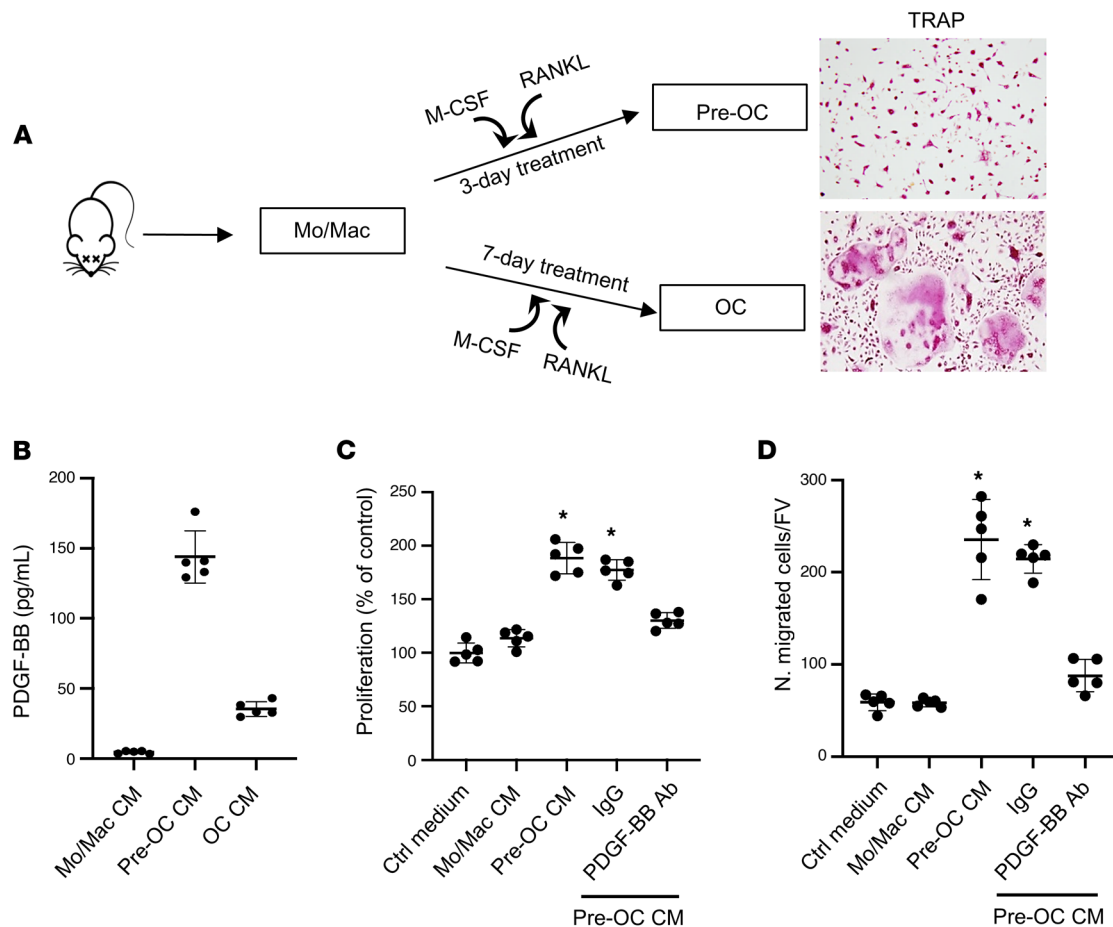 TRAP
A
M-CSF
RANKL
3-day treatment
Pre-OC
Mo/Mac
7-day treatment
M-CSF
RANKL
OC
B
PDGF-BB (pg/mL)
200
150
100
50
0
Mo/Mac CM
Pre-OC CM
OC CM
C
Proliferation (% of control)
250
200
150
100
50
0
*
*
Ctrl medium
Mo/Mac CM
Pre-OC CM
IgG
PDGF-BB Ab
Pre-OC CM
D
N. migrated cells/FV
300
200
100
0
*
*
Ctrl medium
Mo/Mac CM
Pre-OC CM
IgG
PDGF-BB Ab
Pre-OC CM